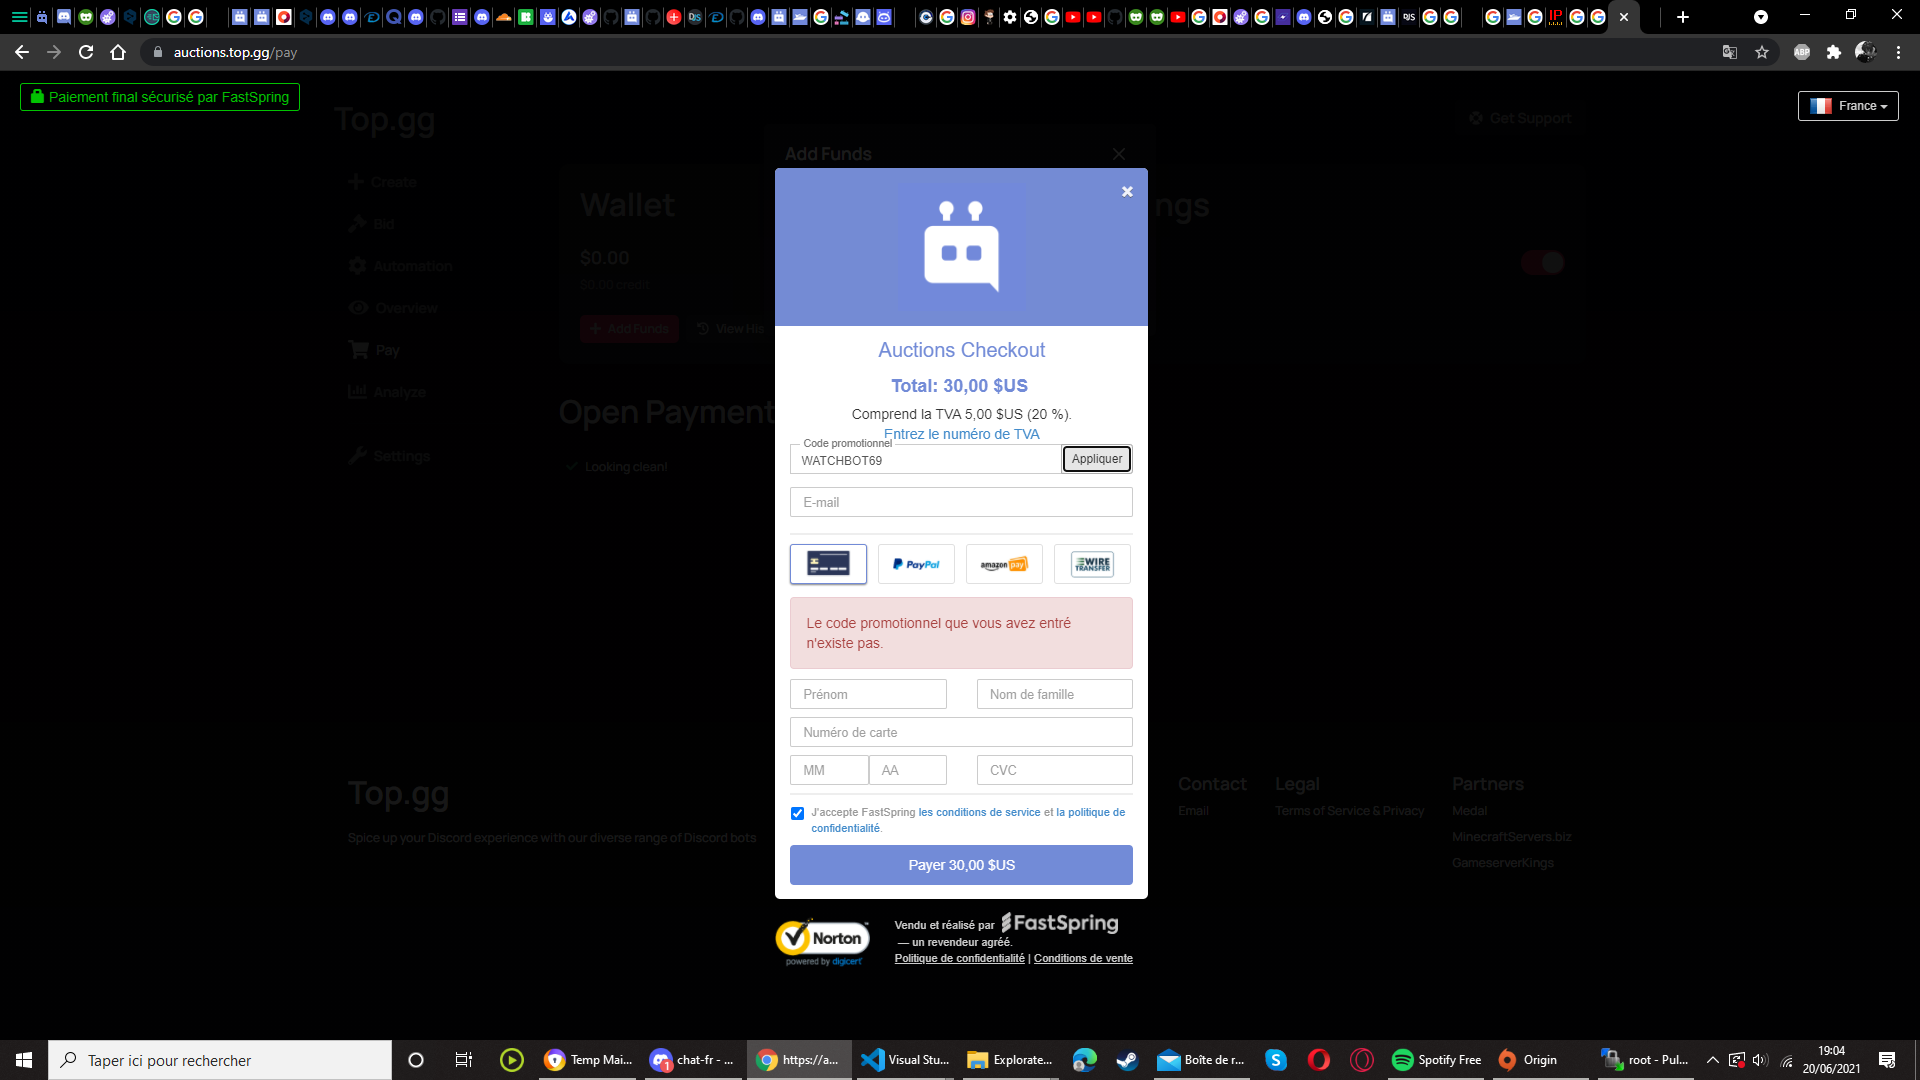 auctions.top.gg/pay
ABP
IP
Paiement final sécurisé par FastSpring
France
Top.gg
Get Support
Add Funds
Create
Bid
Automation
Overview
Pay
Analyze
Settings
Wallet
ngs
$0.00
$0.00 credit
Add Funds
View His
Open Payment
Looking clean!
Auctions Checkout
Total: 30,00 $US
Comprend la TVA 5,00 $US (20 %).
Entrez le numéro de TVA
Code promotionnel
WATCHBOT69
Appliquer
E-mail
PayPal
amazon pay
WIRE TRANSFER
Le code promotionnel que vous avez entré
n'existe pas.
Prénom
Nom de famille
Numéro de carte
MM
AA
CVC
J'accepte FastSpring les conditions de service et la politique de
confidentialité.
Payer 30,00 $US
Norton
powered by digicert
Vendu et réalisé par FastSpring
— un revendeur agréé.
Politique de confidentialité | Conditions de vente
Top.gg
Spice up your Discord experience with our diverse range of Discord bots
Contact
Email
Legal
Terms of Service & Privacy
Partners
Medal
MinecraftServers.biz
GameserverKings
Taper ici pour rechercher
Temp Mai...
1
chat-fr - ...
https://a...
Visual Stu...
Explorate...
Boîte de r...
Spotify Free
Origin
root - Pul...
19:04
20/06/2021